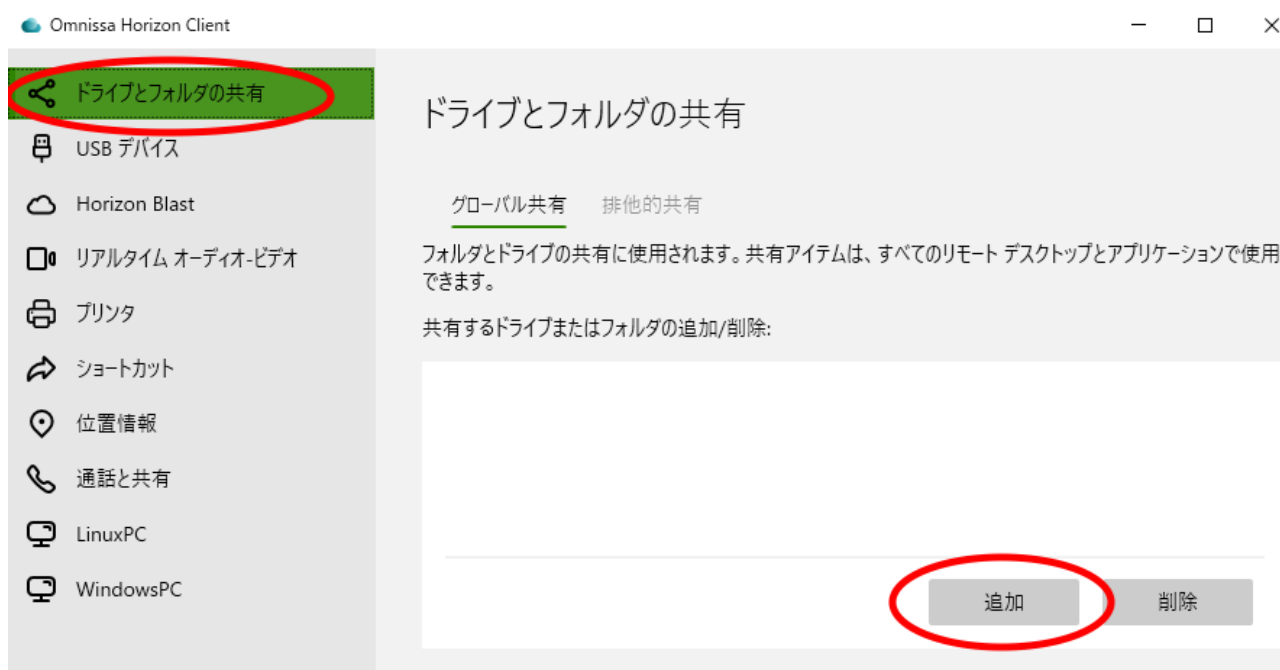 Omnissa Horizon Client
ドライブとフォルダの共有
USB デバイス
Horizon Blast
リアルタイム オーディオ-ビデオ
プリンタ
ショートカット
位置情報
通話と共有
LinuxPC
WindowsPC
ドライブとフォルダの共有
グローバル共有 排他的共有
フォルダとドライブの共有に使用されます。共有アイテムは、すべてのリモート デスクトップとアプリケーションで使用
できます。
共有するドライブまたはフォルダの追加/削除:
追加 削除